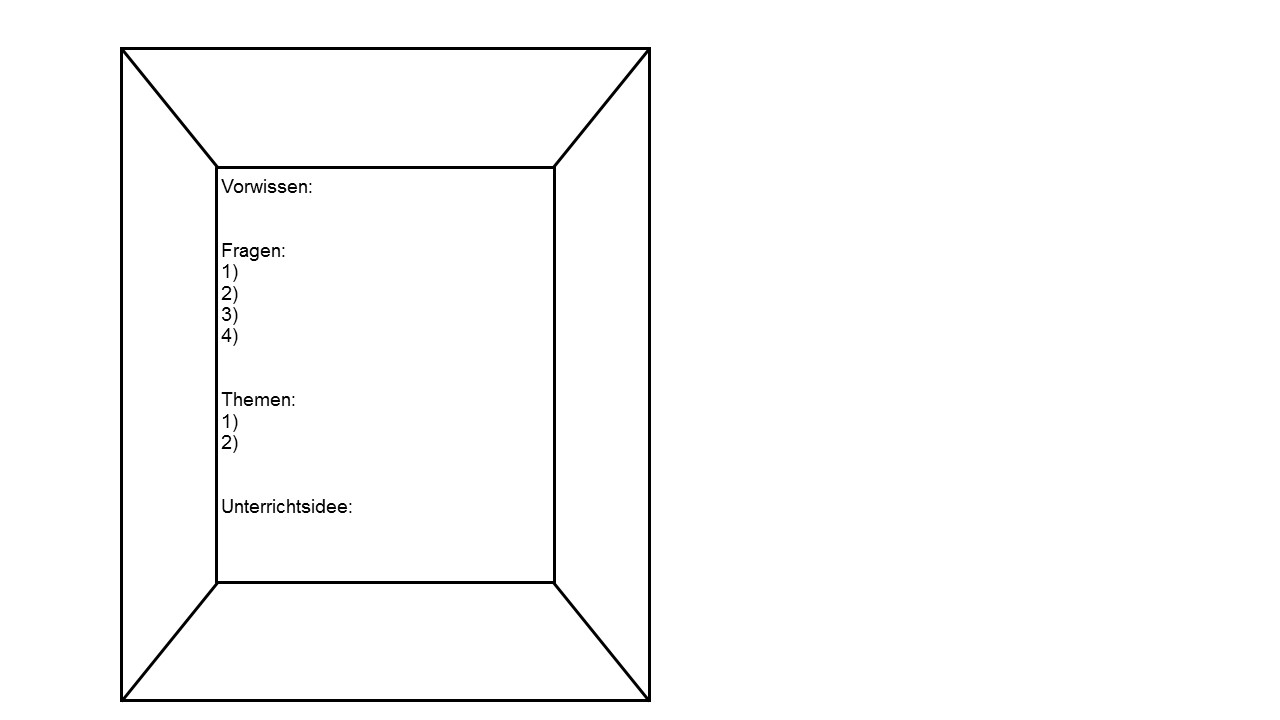 Vorwissen:
Fragen:
1)
2)
3)
4)
Themen:
1)
2)
Unterrichtsidee: